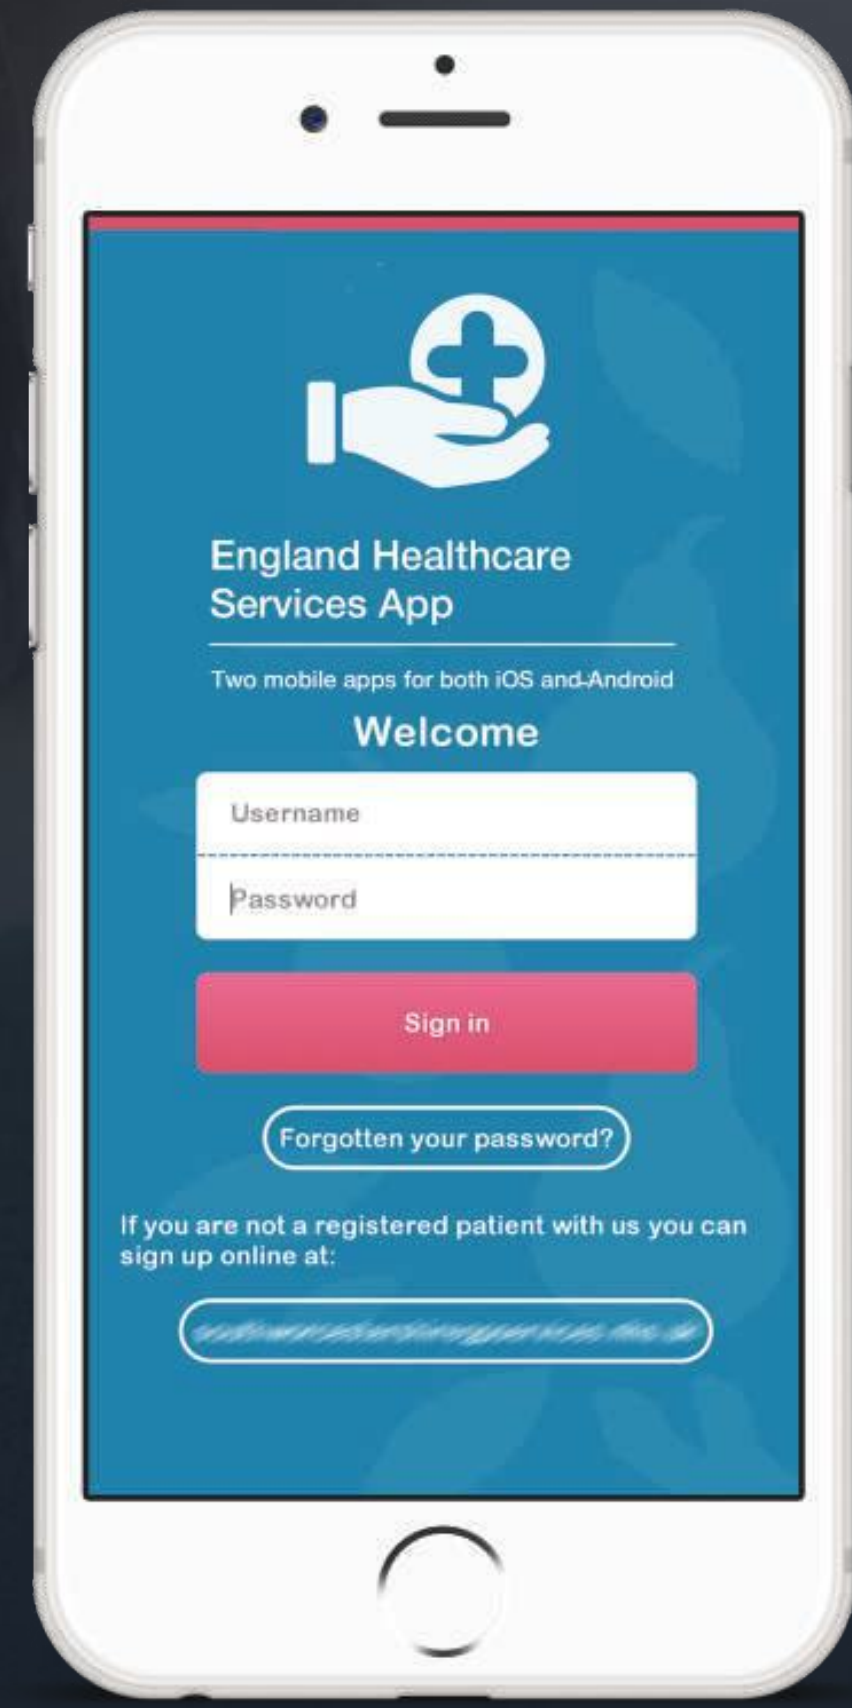 England Healthcare
Services App
Two mobile apps for both iOS and Android
Welcome
Username
Password
Sign in
Forgotten your password?
If you are not a registered patient with us you can
sign up online at: